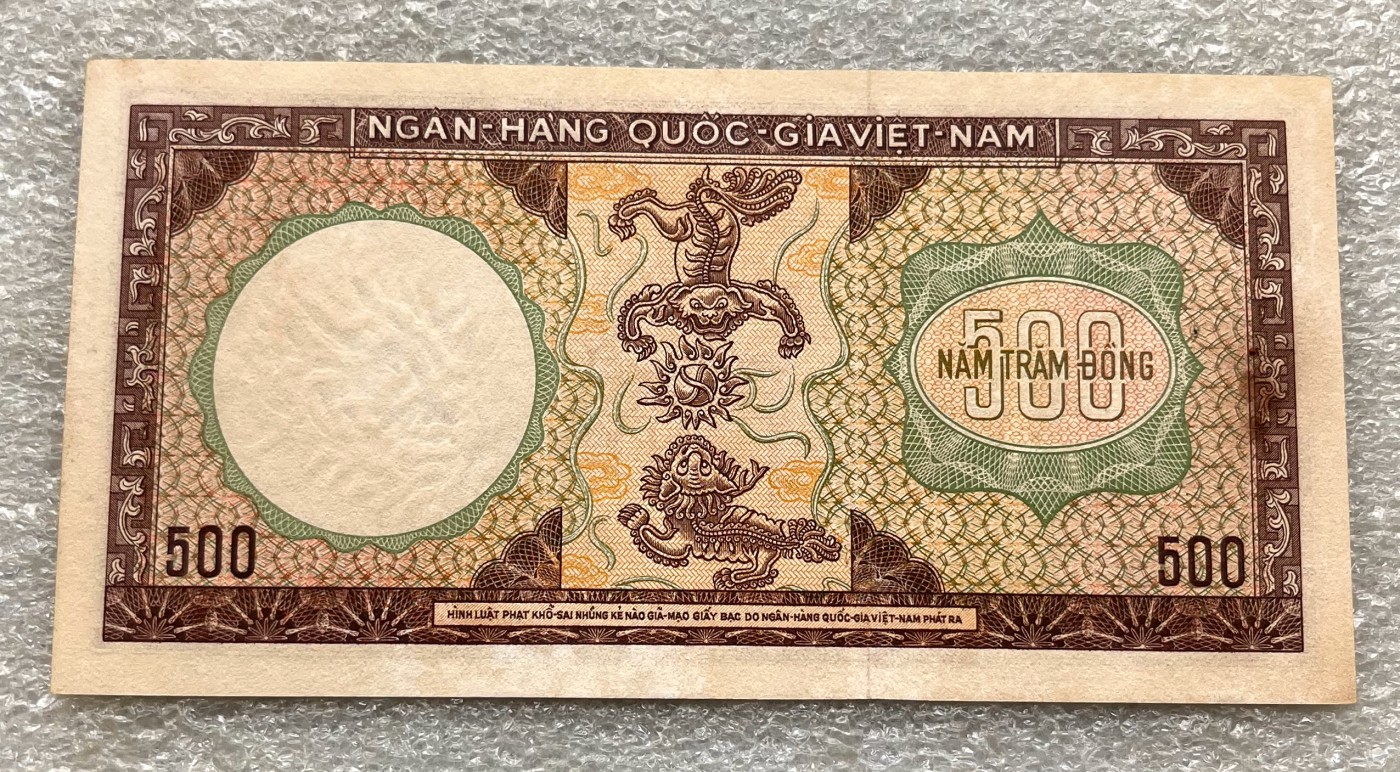 NGÂN-HÀNG QUỐC-GIA VIỆT-NAM
500
NĂM TRĂM ĐỒNG
500
500
HÌNH LUẬT PHẠT KHỔ-SAI NHỮNG KẺ NÀO GIẢ-MẠO GIẤY BẠC DO NGÂN-HÀNG QUỐC-GIA VIỆT-NAM PHÁT RA